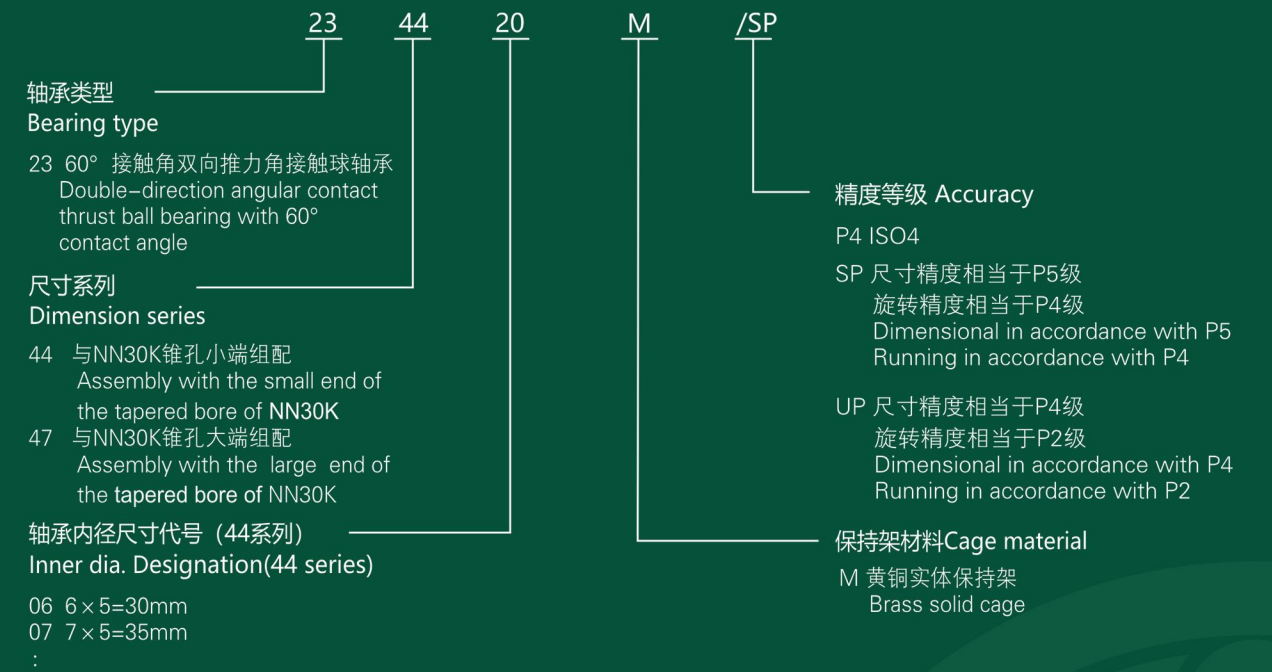 23 44 20 M /SP
轴承类型
Bearing type
23 60° 接触角双向推力角接触球轴承
Double-direction angular contact
thrust ball bearing with 60°
contact angle
尺寸系列
Dimension series
44 与NN30K锥孔小端组配
Assembly with the small end of
the tapered bore of NN30K
47 与NN30K锥孔大端组配
Assembly with the large end of
the tapered bore of NN30K
轴承内径尺寸代号（44系列）
Inner dia. Designation(44 series)
06 6×5=30mm
07 7×5=35mm
:
精度等级 Accuracy
P4 ISO4
SP 尺寸精度相当于P5级
旋转精度相当于P4级
Dimensional in accordance with P5
Running in accordance with P4
UP 尺寸精度相当于P4级
旋转精度相当于P2级
Dimensional in accordance with P4
Running in accordance with P2
保持架材料Cage material
M 黄铜实体保持架
Brass solid cage